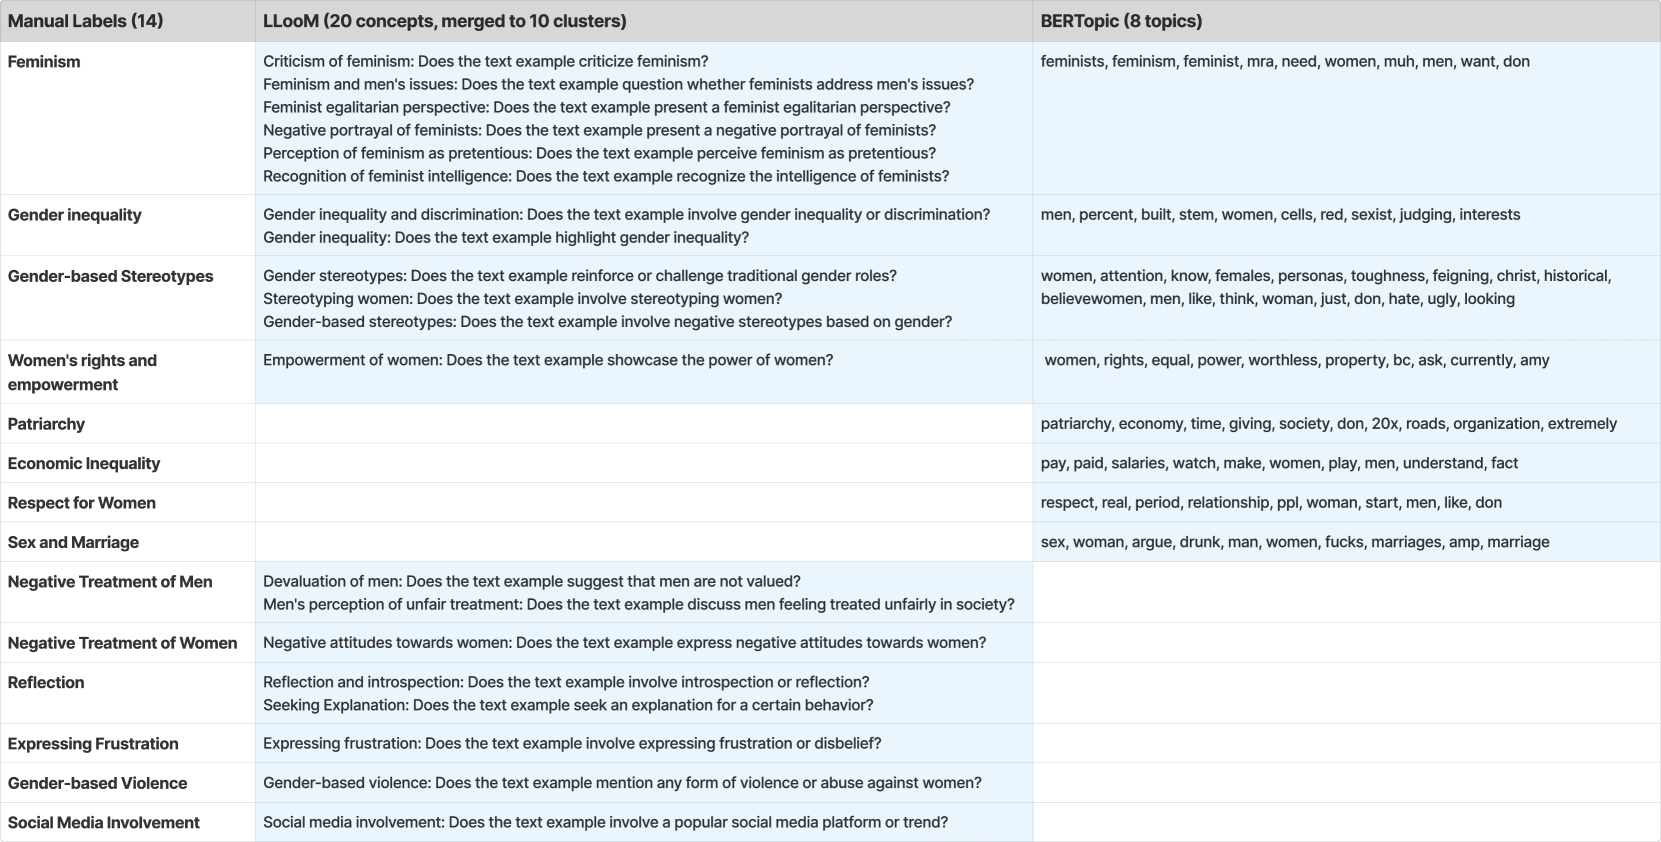 Manual Labels (14)
LLooM (20 concepts, merged to 10 clusters)
BERTopic (8 topics)
Feminism
Criticism of feminism: Does the text example criticize feminism?
Feminism and men's issues: Does the text example question whether feminists address men's issues?
Feminist egalitarian perspective: Does the text example present a feminist egalitarian perspective?
Negative portrayal of feminists: Does the text example present a negative portrayal of feminists?
Perception of feminism as pretentious: Does the text example perceive feminism as pretentious?
Recognition of feminist intelligence: Does the text example recognize the intelligence of feminists?
feminists, feminism, feminist, mra, need, women, muh, men, want, don
Gender inequality
Gender inequality and discrimination: Does the text example involve gender inequality or discrimination?
Gender inequality: Does the text example highlight gender inequality?
men, percent, built, stem, women, cells, red, sexist, judging, interests
Gender-based Stereotypes
Gender stereotypes: Does the text example reinforce or challenge traditional gender roles?
Stereotyping women: Does the text example involve stereotyping women?
Gender-based stereotypes: Does the text example involve negative stereotypes based on gender?
women, attention, know, females, personas, toughness, feigning, christ, historical,
believewomen, men, like, think, woman, just, don, hate, ugly, looking
Women's rights and
empowerment
Empowerment of women: Does the text example showcase the power of women?
women, rights, equal, power, worthless, property, bc, ask, currently, amy
Patriarchy
patriarchy, economy, time, giving, society, don, 20x, roads, organization, extremely
Economic Inequality
pay, paid, salaries, watch, make, women, play, men, understand, fact
Respect for Women
respect, real, period, relationship, ppl, woman, start, men, like, don
Sex and Marriage
sex, woman, argue, drunk, man, women, fucks, marriages, amp, marriage
Negative Treatment of Men
Devaluation of men: Does the text example suggest that men are not valued?
Men's perception of unfair treatment: Does the text example discuss men feeling treated unfairly in society?
Negative Treatment of Women
Negative attitudes towards women: Does the text example express negative attitudes towards women?
Reflection
Reflection and introspection: Does the text example involve introspection or reflection?
Seeking Explanation: Does the text example seek an explanation for a certain behavior?
Expressing Frustration
Expressing frustration: Does the text example involve expressing frustration or disbelief?
Gender-based Violence
Gender-based violence: Does the text example mention any form of violence or abuse against women?
Social Media Involvement
Social media involvement: Does the text example involve a popular social media platform or trend?